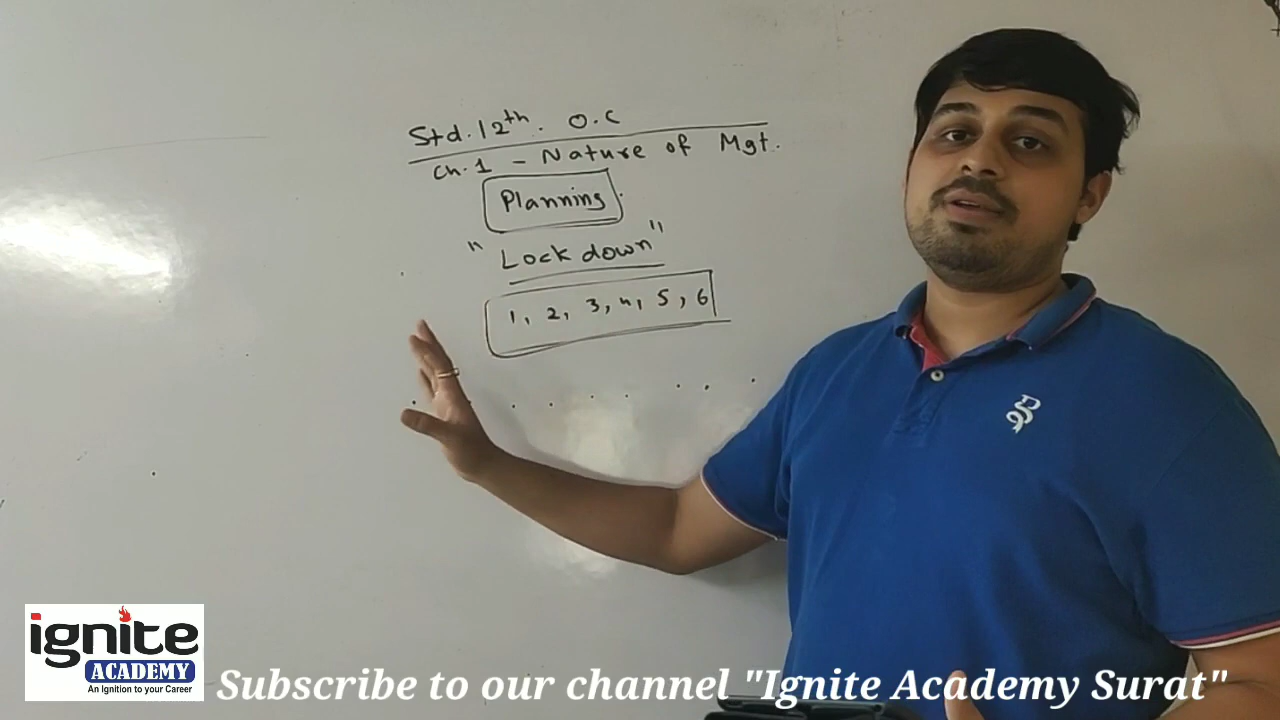 Std. 12th. O.C
Ch.1 - Nature of Mgt.
Planning
"Lockdown"
1, 2, 3, 4, 5, 6
ignite
ACADEMY
An Ignition to your Career
Subscribe to our channel "Ignite Academy Surat"